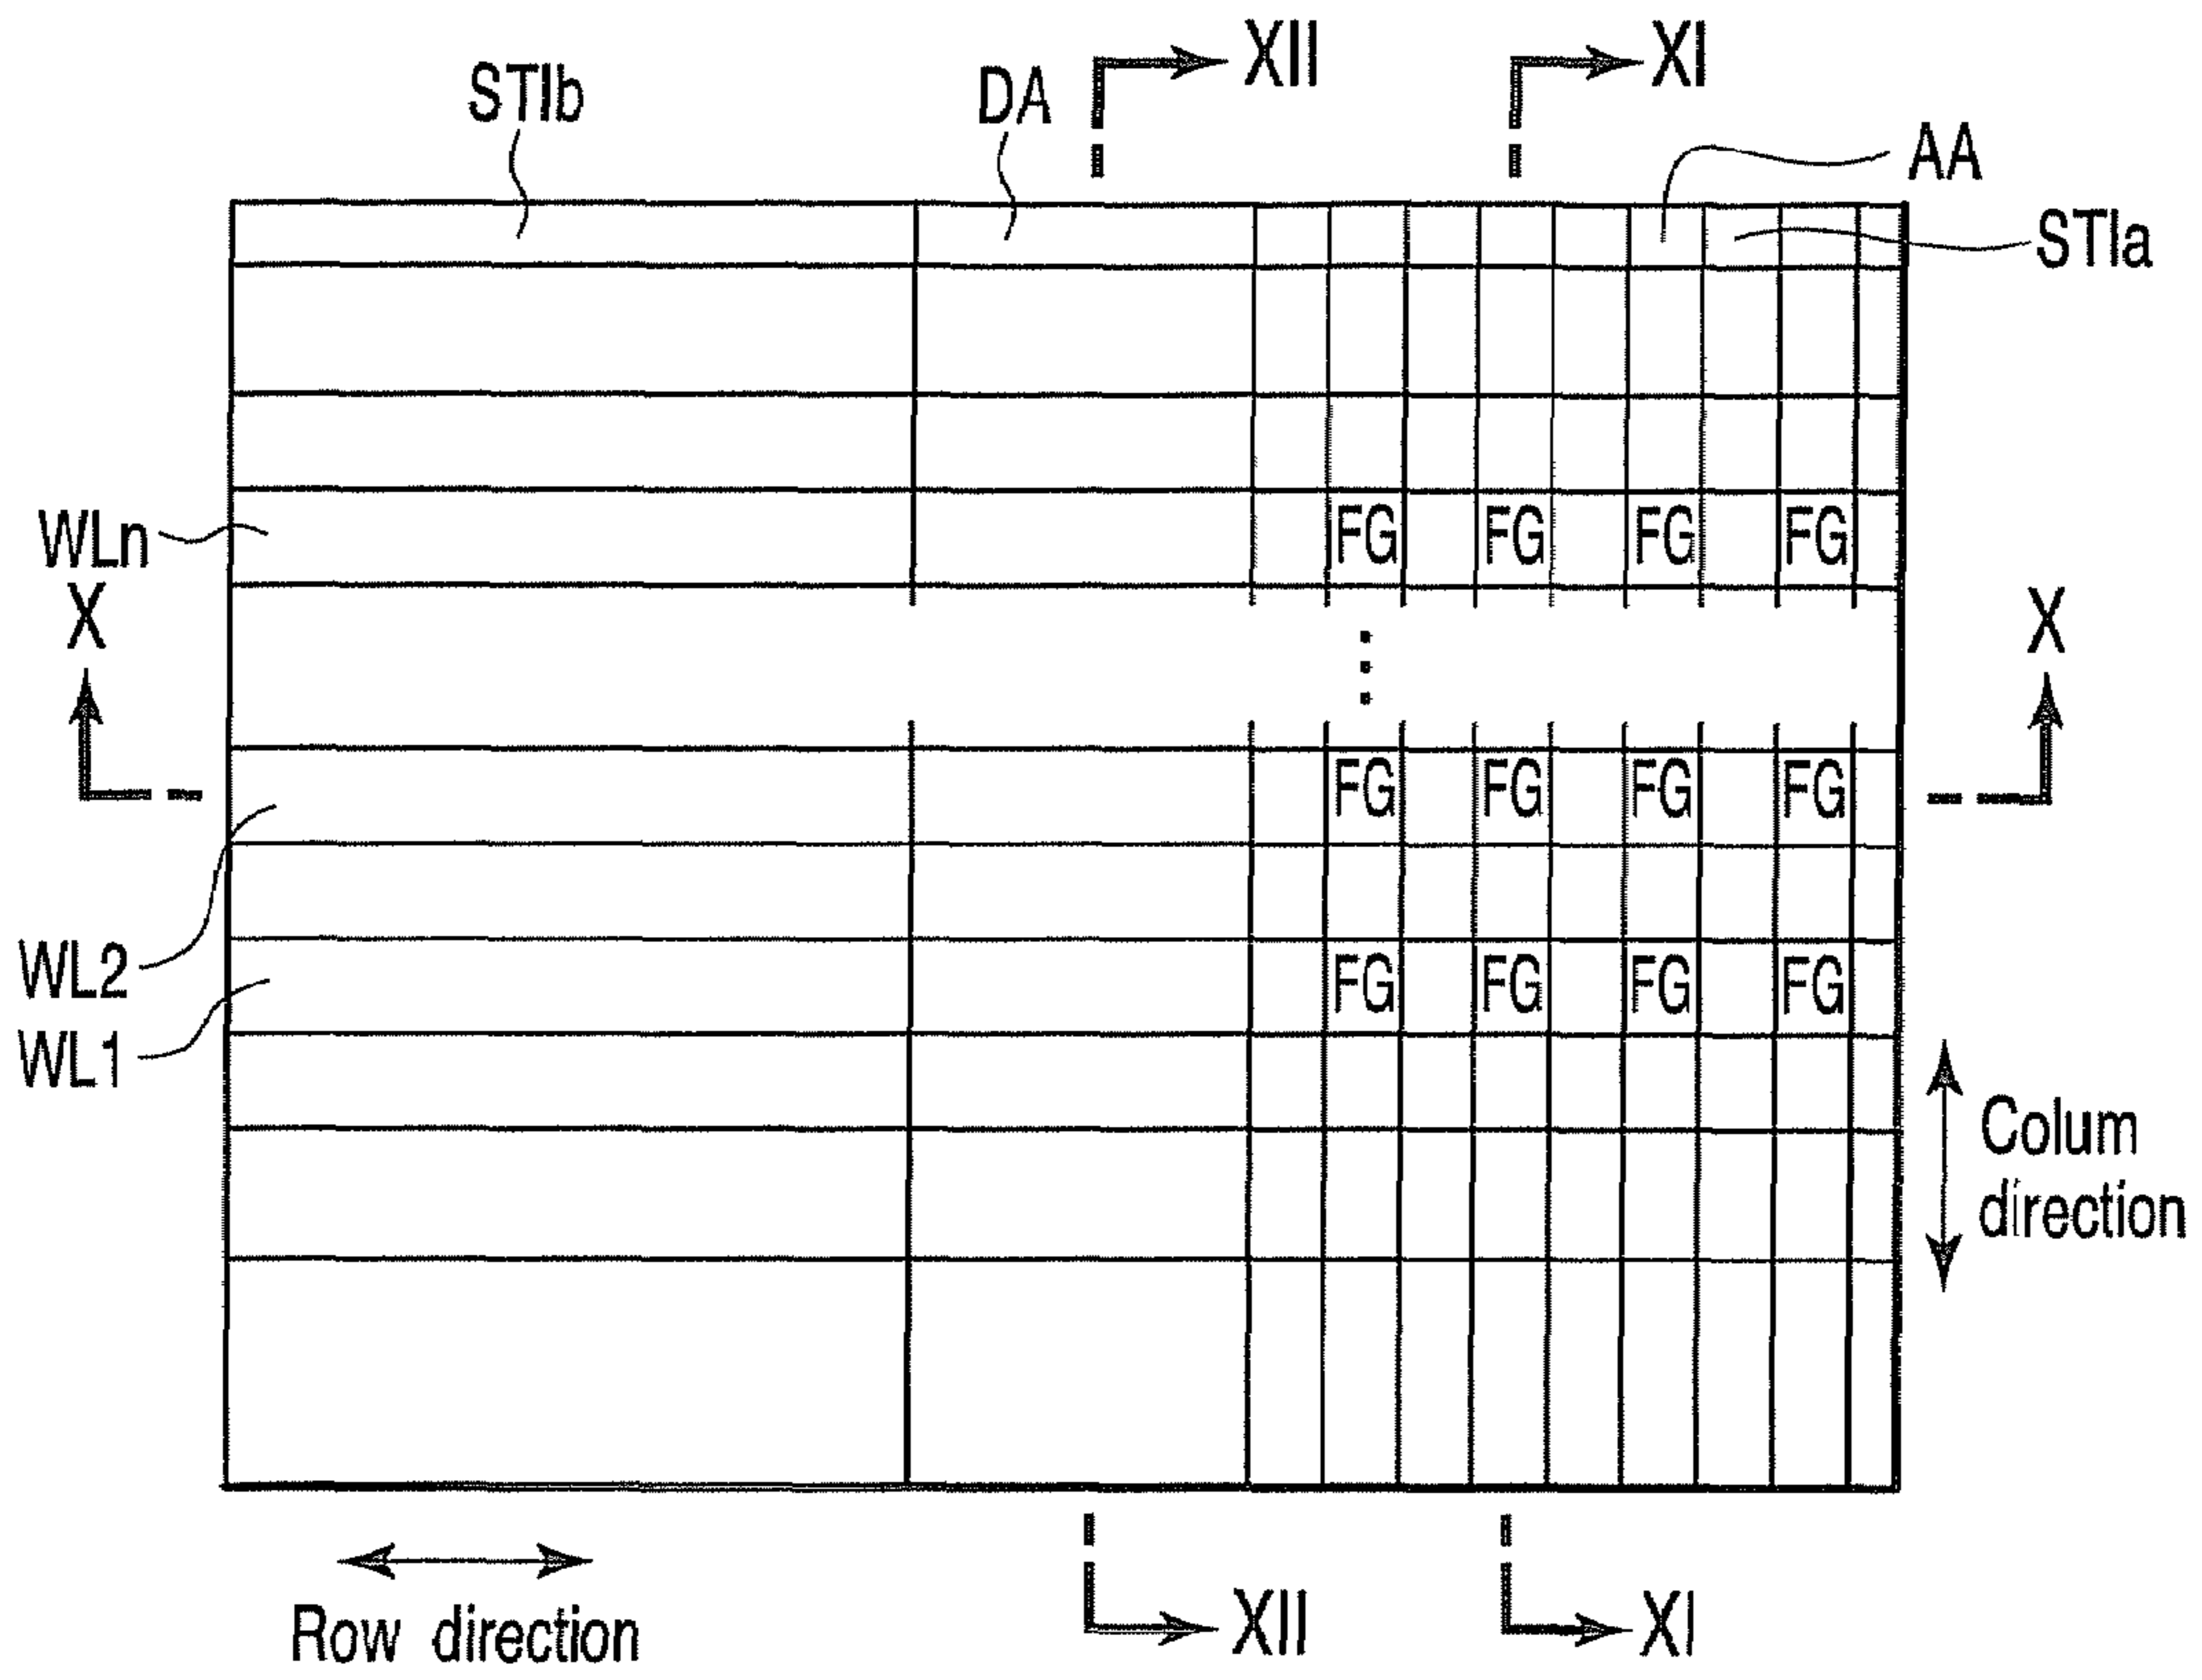 XII
XI
STIb
DA
AA
STIa
WLn
FG FG FG FG
X
X
FG FG FG FG
WL2
FG FG FG FG
WL1
Colum
direction
Row direction
XII
XI